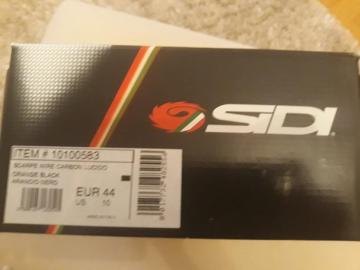 SIDI
ITEM # 10100583
SCARPE WIRE CARBON LUCIDO
ORANGE BLACK
ARANCIO NERO
EUR 44
US 10